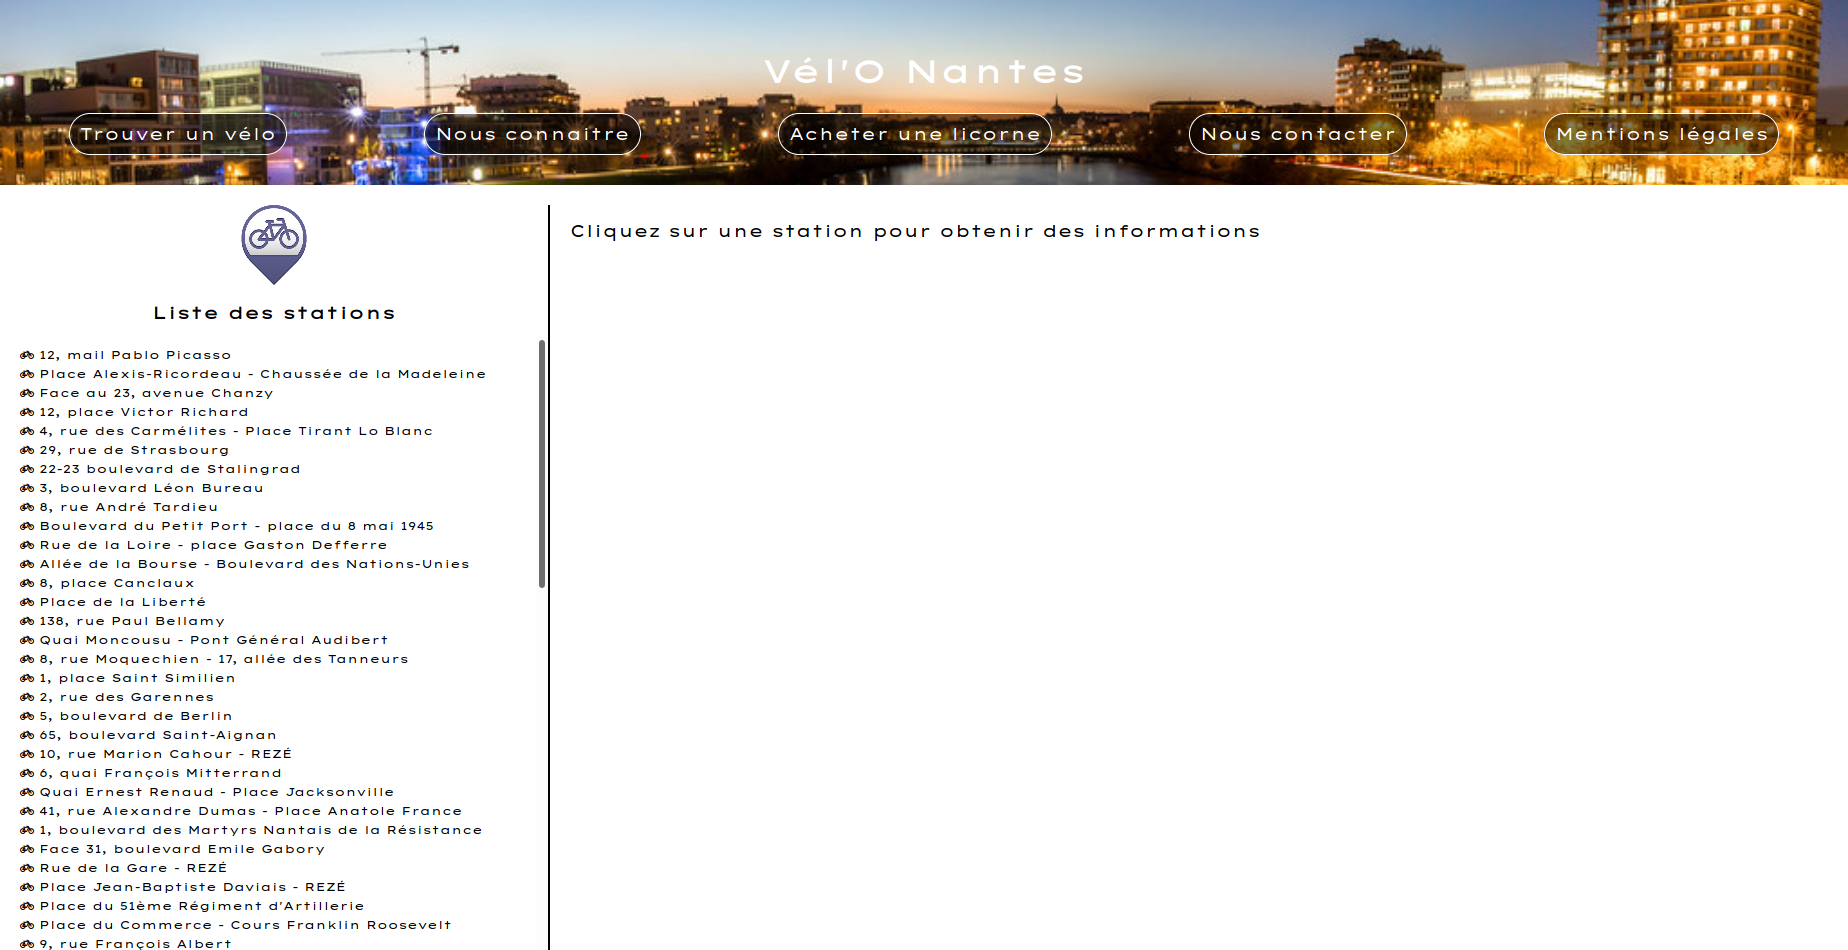 Vél'O Nantes
Trouver un vélo
Nous connaitre
Acheter une licorne
Nous contacter
Mentions légales
Cliquez sur une station pour obtenir des informations
Liste des stations
12, mail Pablo Picasso
Place Alexis-Ricordeau - Chaussée de la Madeleine
Face au 23, avenue Chanzy
12, place Victor Richard
4, rue des Carmélites - Place Tirant Lo Blanc
29, rue de Strasbourg
22-23 boulevard de Stalingrad
3, boulevard Léon Bureau
8, rue André Tardieu
Boulevard du Petit Port - place du 8 mai 1945
Rue de la Loire - place Gaston Defferre
Allée de la Bourse - Boulevard des Nations-Unies
8, place Canclaux
Place de la Liberté
138, rue Paul Bellamy
Quai Moncousu - Pont Général Audibert
8, rue Moquechien - 17, allée des Tanneurs
1, place Saint Similien
2, rue des Garennes
5, boulevard de Berlin
65, boulevard Saint-Aignan
10, rue Marion Cahour - REZÉ
6, quai François Mitterrand
Quai Ernest Renaud - Place Jacksonville
41, rue Alexandre Dumas - Place Anatole France
1, boulevard des Martyrs Nantais de la Résistance
Face 31, boulevard Emile Gabory
Rue de la Gare - REZÉ
Place Jean-Baptiste Daviais - REZÉ
Place du 51ème Régiment d'Artillerie
Place du Commerce - Cours Franklin Roosevelt
9, rue François Albert